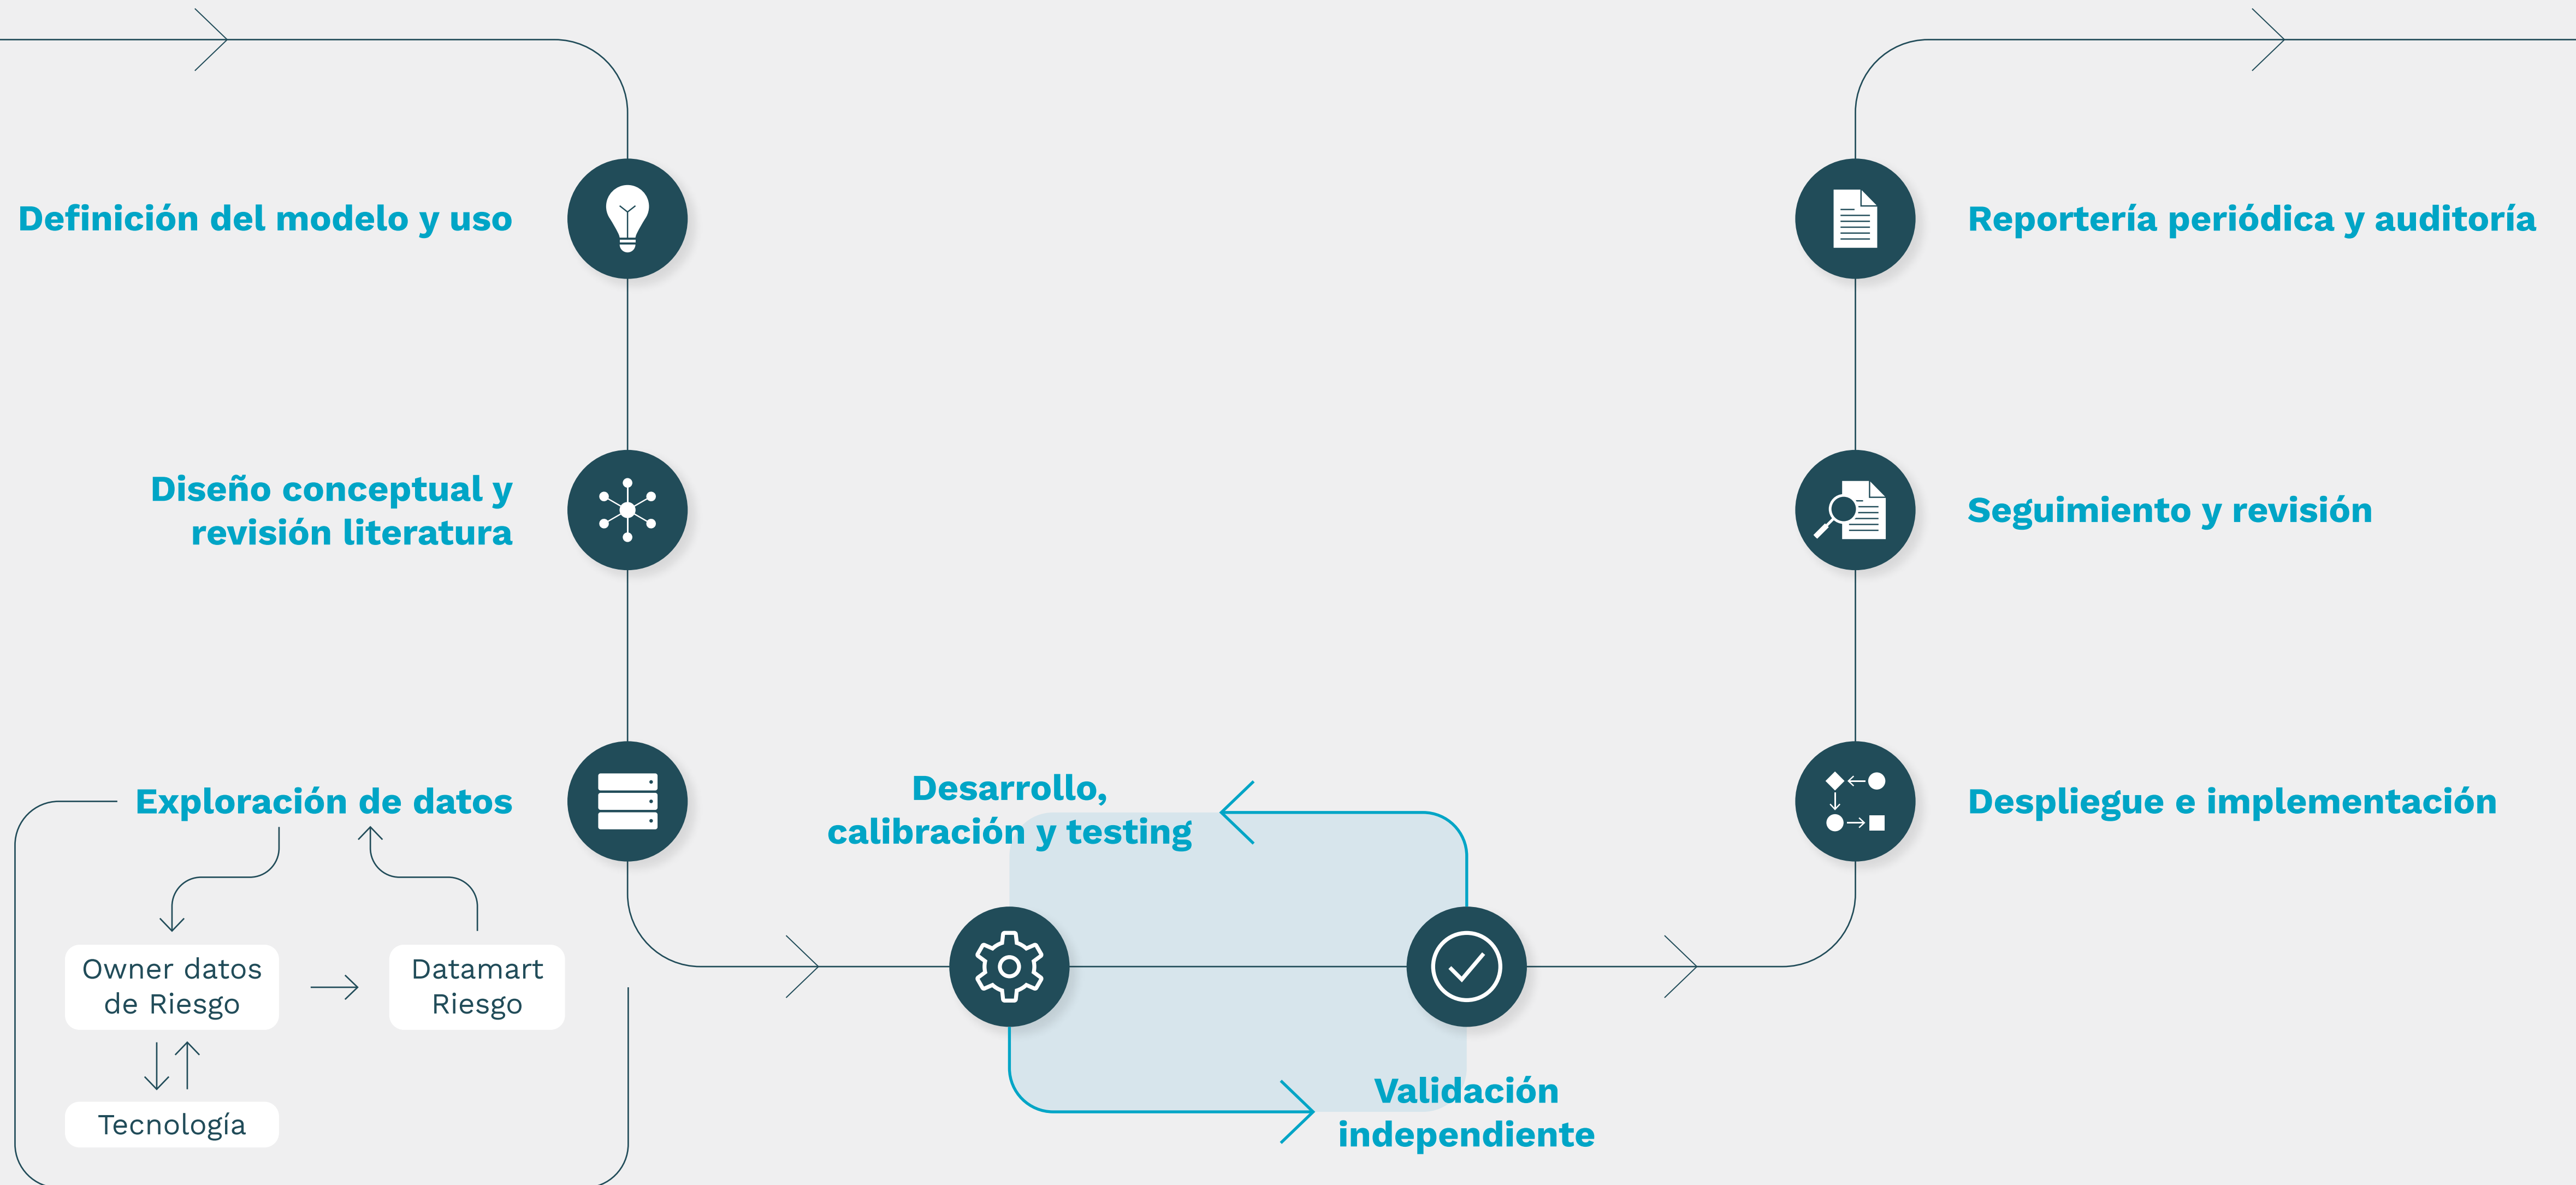 Definición del modelo y uso
Diseño conceptual y
revisión literatura
Exploración de datos
Owner datos
de Riesgo
Datamart
Riesgo
Tecnología
Desarrollo,
calibración y testing
Validación
independiente
Reportería periódica y auditoría
Seguimiento y revisión
Despliegue e implementación